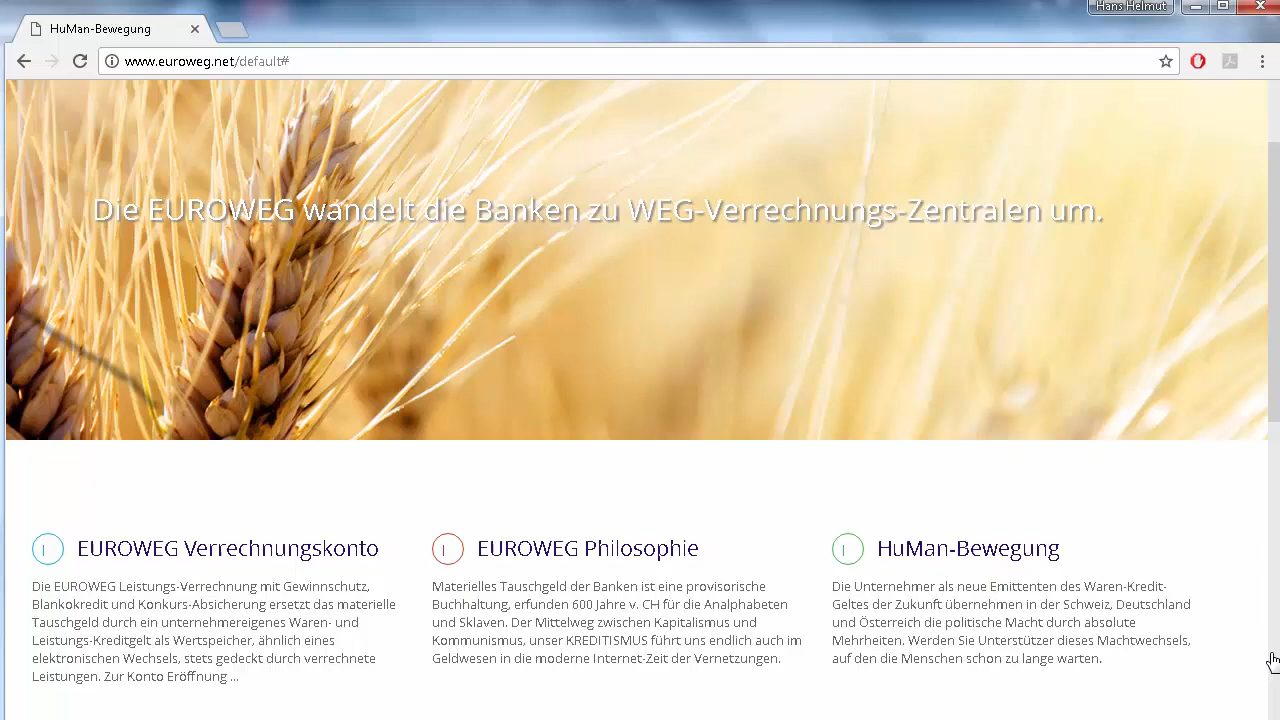 Hans Helmut
HuMan-Bewegung
www.euroweg.net/default#
Die EUROWEG wandelt die Banken zu WEG-Verrechnungs-Zentralen um.
EUROWEG Verrechnungskonto
Die EUROWEG Leistungs-Verrechnung mit Gewinnschutz,
Blankokredit und Konkurs-Absicherung ersetzt das materielle
Tauschgeld durch ein unternehmereigenes Waren- und
Leistungs-Kreditgelt als Wertspeicher, ähnlich eines
elektronischen Wechsels, stets gedeckt durch verrechnete
Leistungen. Zur Konto Eröffnung ...
EUROWEG Philosophie
Materielles Tauschgeld der Banken ist eine provisorische
Buchhaltung, erfunden 600 Jahre v. CH für die Analphabeten
und Sklaven. Der Mittelweg zwischen Kapitalismus und
Kommunismus, unser KREDITISMUS führt uns endlich auch im
Geldwesen in die moderne Internet-Zeit der Vernetzungen.
HuMan-Bewegung
Die Unternehmer als neue Emittenten des Waren-Kredit-
Geltes der Zukunft übernehmen in der Schweiz, Deutschland
und Österreich die politische Macht durch absolute
Mehrheiten. Werden Sie Unterstützer dieses Machtwechsels,
auf den die Menschen schon zu lange warten.